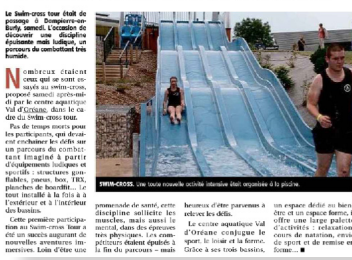 Le Swim-cross tour était de
passage à Dampierre-en-
Burly, samedi. L'occasion de
découvrir une discipline
épuisante mais ludique, un
parcours du combattant très
humide.
Nombreux étaient
ceux qui se sont es-
sayés au swim-cross,
proposé samedi après-mi-
di par le centre aquatique
Val d'Oréane, dans le ca-
dre du Swim-cross tour.
Pas de temps morts pour
les participants, qui devai-
ent enchaîner les défis sur
un parcours du combat-
tant imaginé à partir
d'équipements ludiques et
sportifs : structures gon-
flables, pneus, box, TRX,
planches de boardfit... Le
tout installé à la fois à
l'extérieur et à l'intérieur
des bassins.
Cette première participa-
tion au Swim-cross Tour a
été un succès augurant de
nouvelles aventures im-
mersives. Loin d'être une
SWIM-CROSS. Une toute nouvelle activité intensive était organisée à la piscine.
promenade de santé, cette
discipline sollicite les
muscles, mais aussi le
mental, dans des épreuves
très physiques. Les com-
pétiteurs étaient épuisés à
la fin du parcours – mais
heureux d'être parvenus à
relever les défis.
Le centre aquatique Val
d'Oréane conjugue le
sport, le loisir et la forme.
Grâce à ses trois bassins,
un espace dédié au bien-
être et un espace forme, il
offre une large palette
d'activités : relaxation,
cours de natation, envie
de sport et de remise en
forme... ■